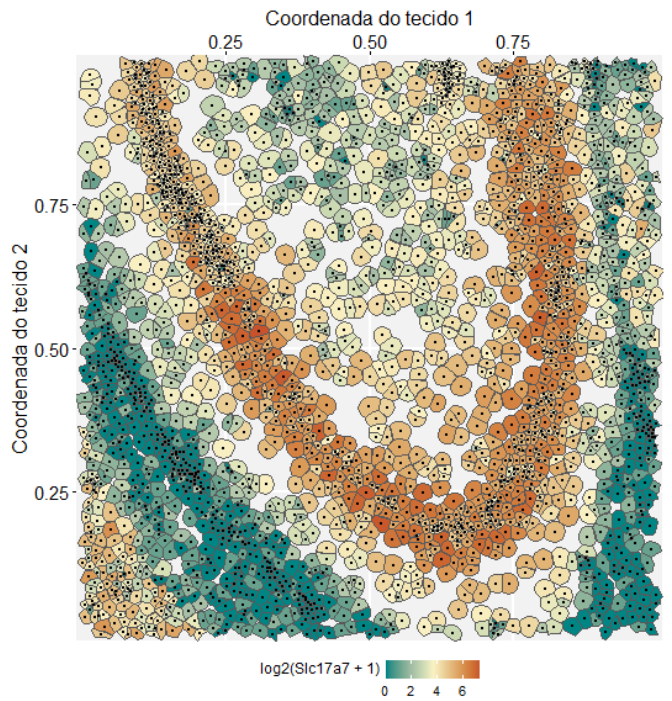 Coordenada do tecido 1
0.25 0.50 0.75
Coordenada do tecido 2
0.75
0.50
0.25
log2(Slc17a7 + 1)
0 2 4 6